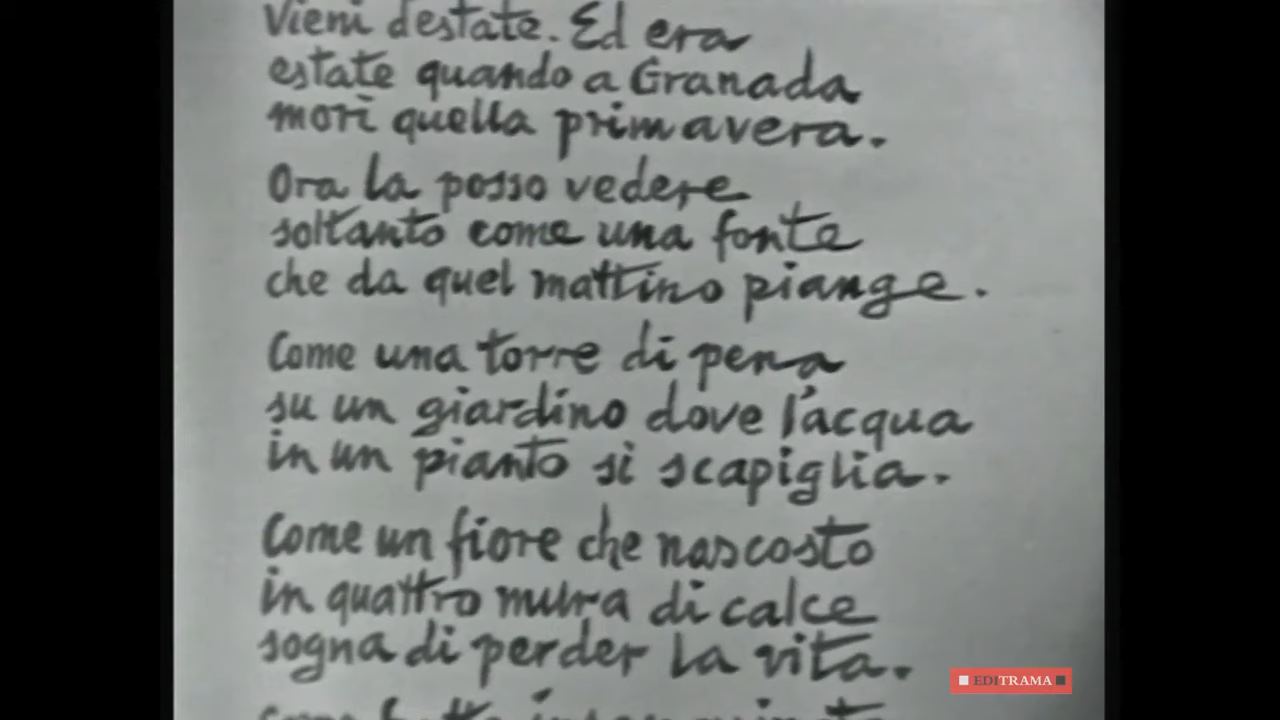 Vieni d'estate. Ed era
estate quando a Granada
morì quella primavera.
Ora la posso vedere
soltanto come una fonte
che da quel mattino piange.
Come una torre di pena
su un giardino dove l'acqua
in un pianto si scapiglia.
Come un fiore che nascosto
in quattro mura di calce
sogna di perder la vita.
EDITRAMA